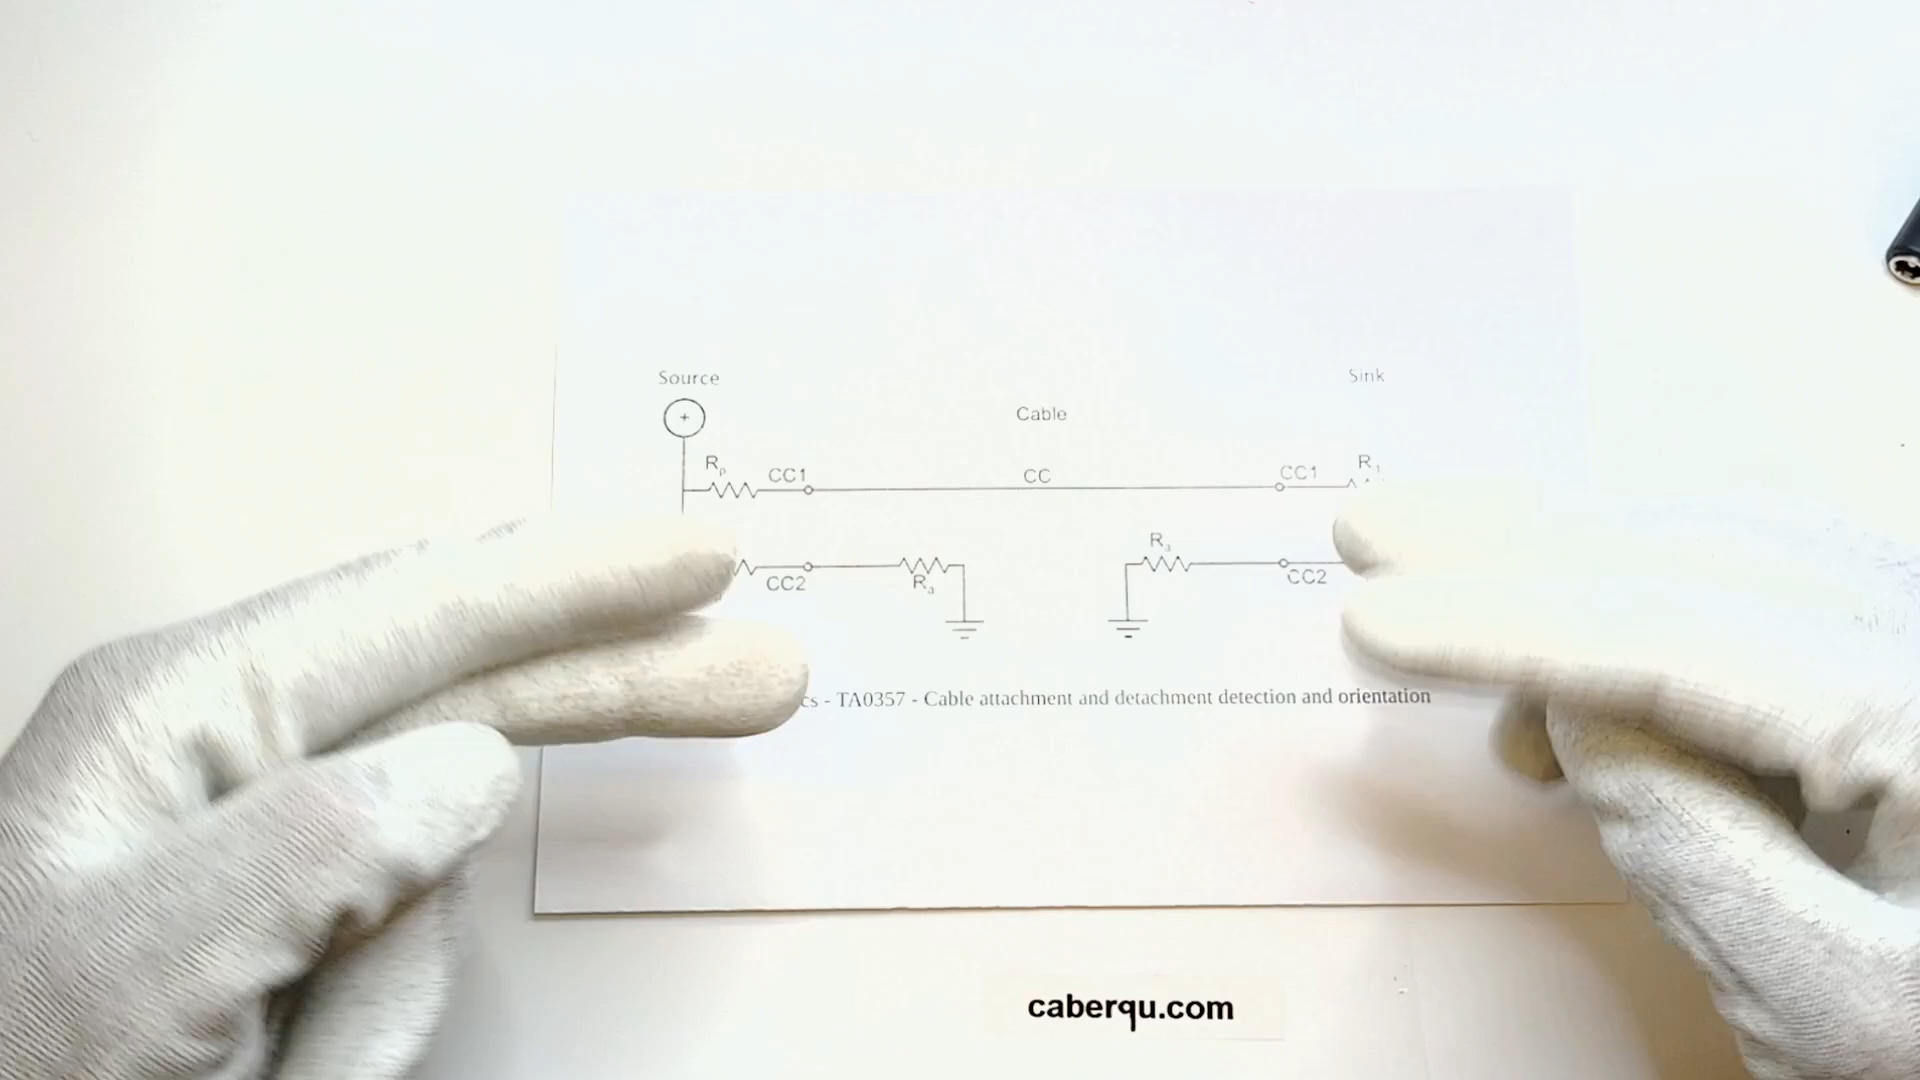 Source
Sink
Cable
Rp
CC1
CC
CC1
R
CC2
Ra
Ra
CC2
cs - TA0357 - Cable attachment and detachment detection and orientation
caberqu.com